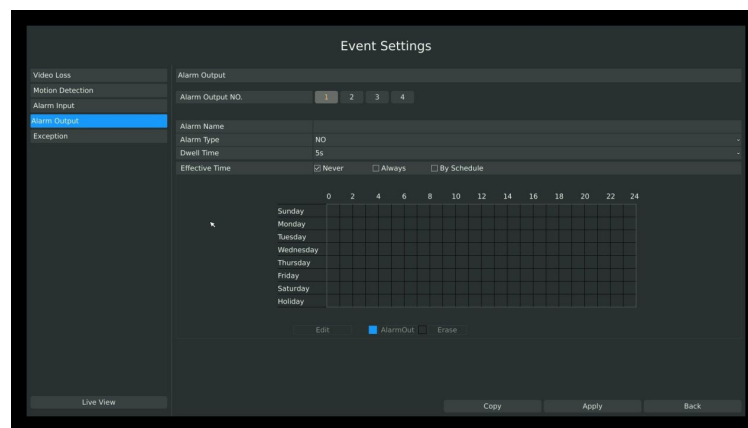 Event Settings
Video Loss
Motion Detection
Alarm Input
Alarm Output
Exception
Live View
Alarm Output
Alarm Output NO. 1 2 3 4
Alarm Name
Alarm Type NO
Dwell Time 5s
Effective Time Never Always By Schedule
0 2 4 6 8 10 12 14 16 18 20 22 24
Sunday
Monday
Tuesday
Wednesday
Thursday
Friday
Saturday
Holiday
Edit AlarmOut Erase
Copy Apply Back